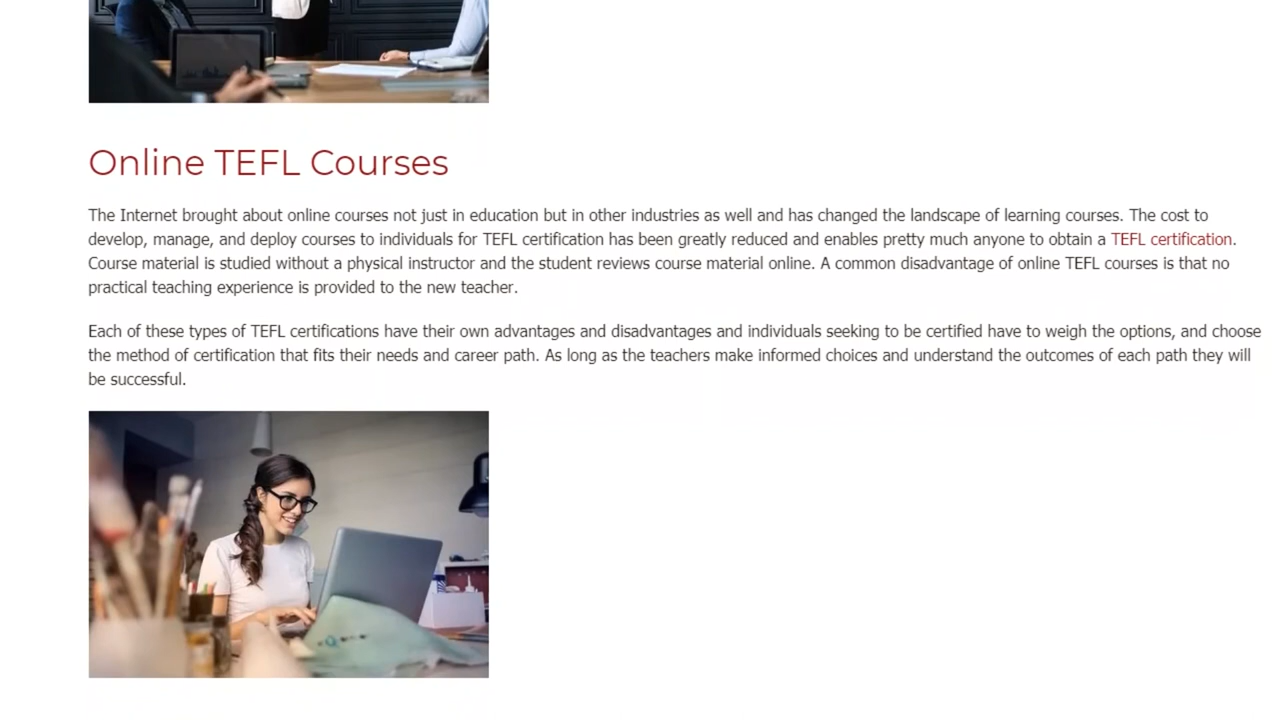 Online TEFL Courses
The Internet brought about online courses not just in education but in other industries as well and has changed the landscape of learning courses. The cost to
develop, manage, and deploy courses to individuals for TEFL certification has been greatly reduced and enables pretty much anyone to obtain a TEFL certification.
Course material is studied without a physical instructor and the student reviews course material online. A common disadvantage of online TEFL courses is that no
practical teaching experience is provided to the new teacher.
Each of these types of TEFL certifications have their own advantages and disadvantages and individuals seeking to be certified have to weigh the options, and choose
the method of certification that fits their needs and career path. As long as the teachers make informed choices and understand the outcomes of each path they will
be successful.